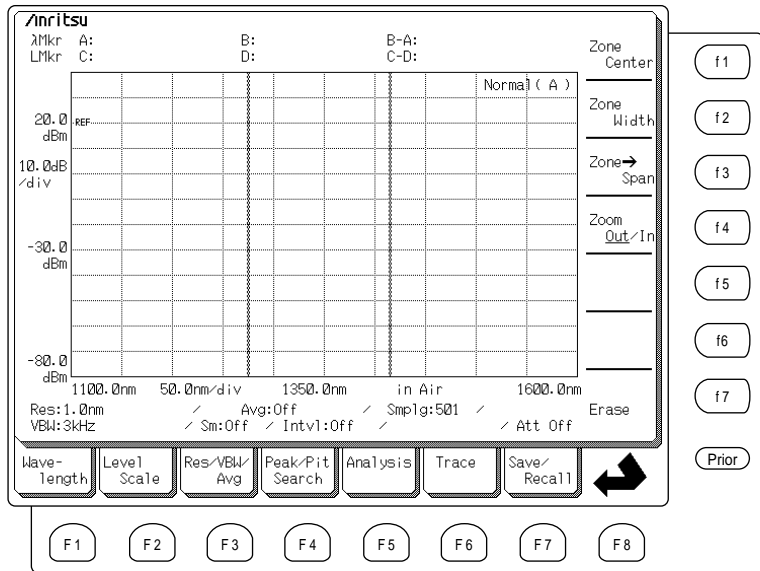 Anritsu
λMkr A: B: B-A:
LMkr C: D: C-D:
Normal ( A )
20.0
dBm
REF
10.0dB
/div
-30.0
dBm
-80.0
dBm
1100.0nm 50.0nm/div 1350.0nm in Air 1600.0nm
Res:1.0nm / Avg:Off / Smplg:501 /
VBW:3kHz / Sm:Off / Intvl:Off / / Att Off
Zone
Center
Zone
Width
Zone→
Span
Zoom
Out/In
Erase
f1
f2
f3
f4
f5
f6
f7
Prior
Wave-
length
Level
Scale
Res/VBW/
Avg
Peak/Pit
Search
Analysis
Trace
Save/
Recall
F1
F2
F3
F4
F5
F6
F7
F8